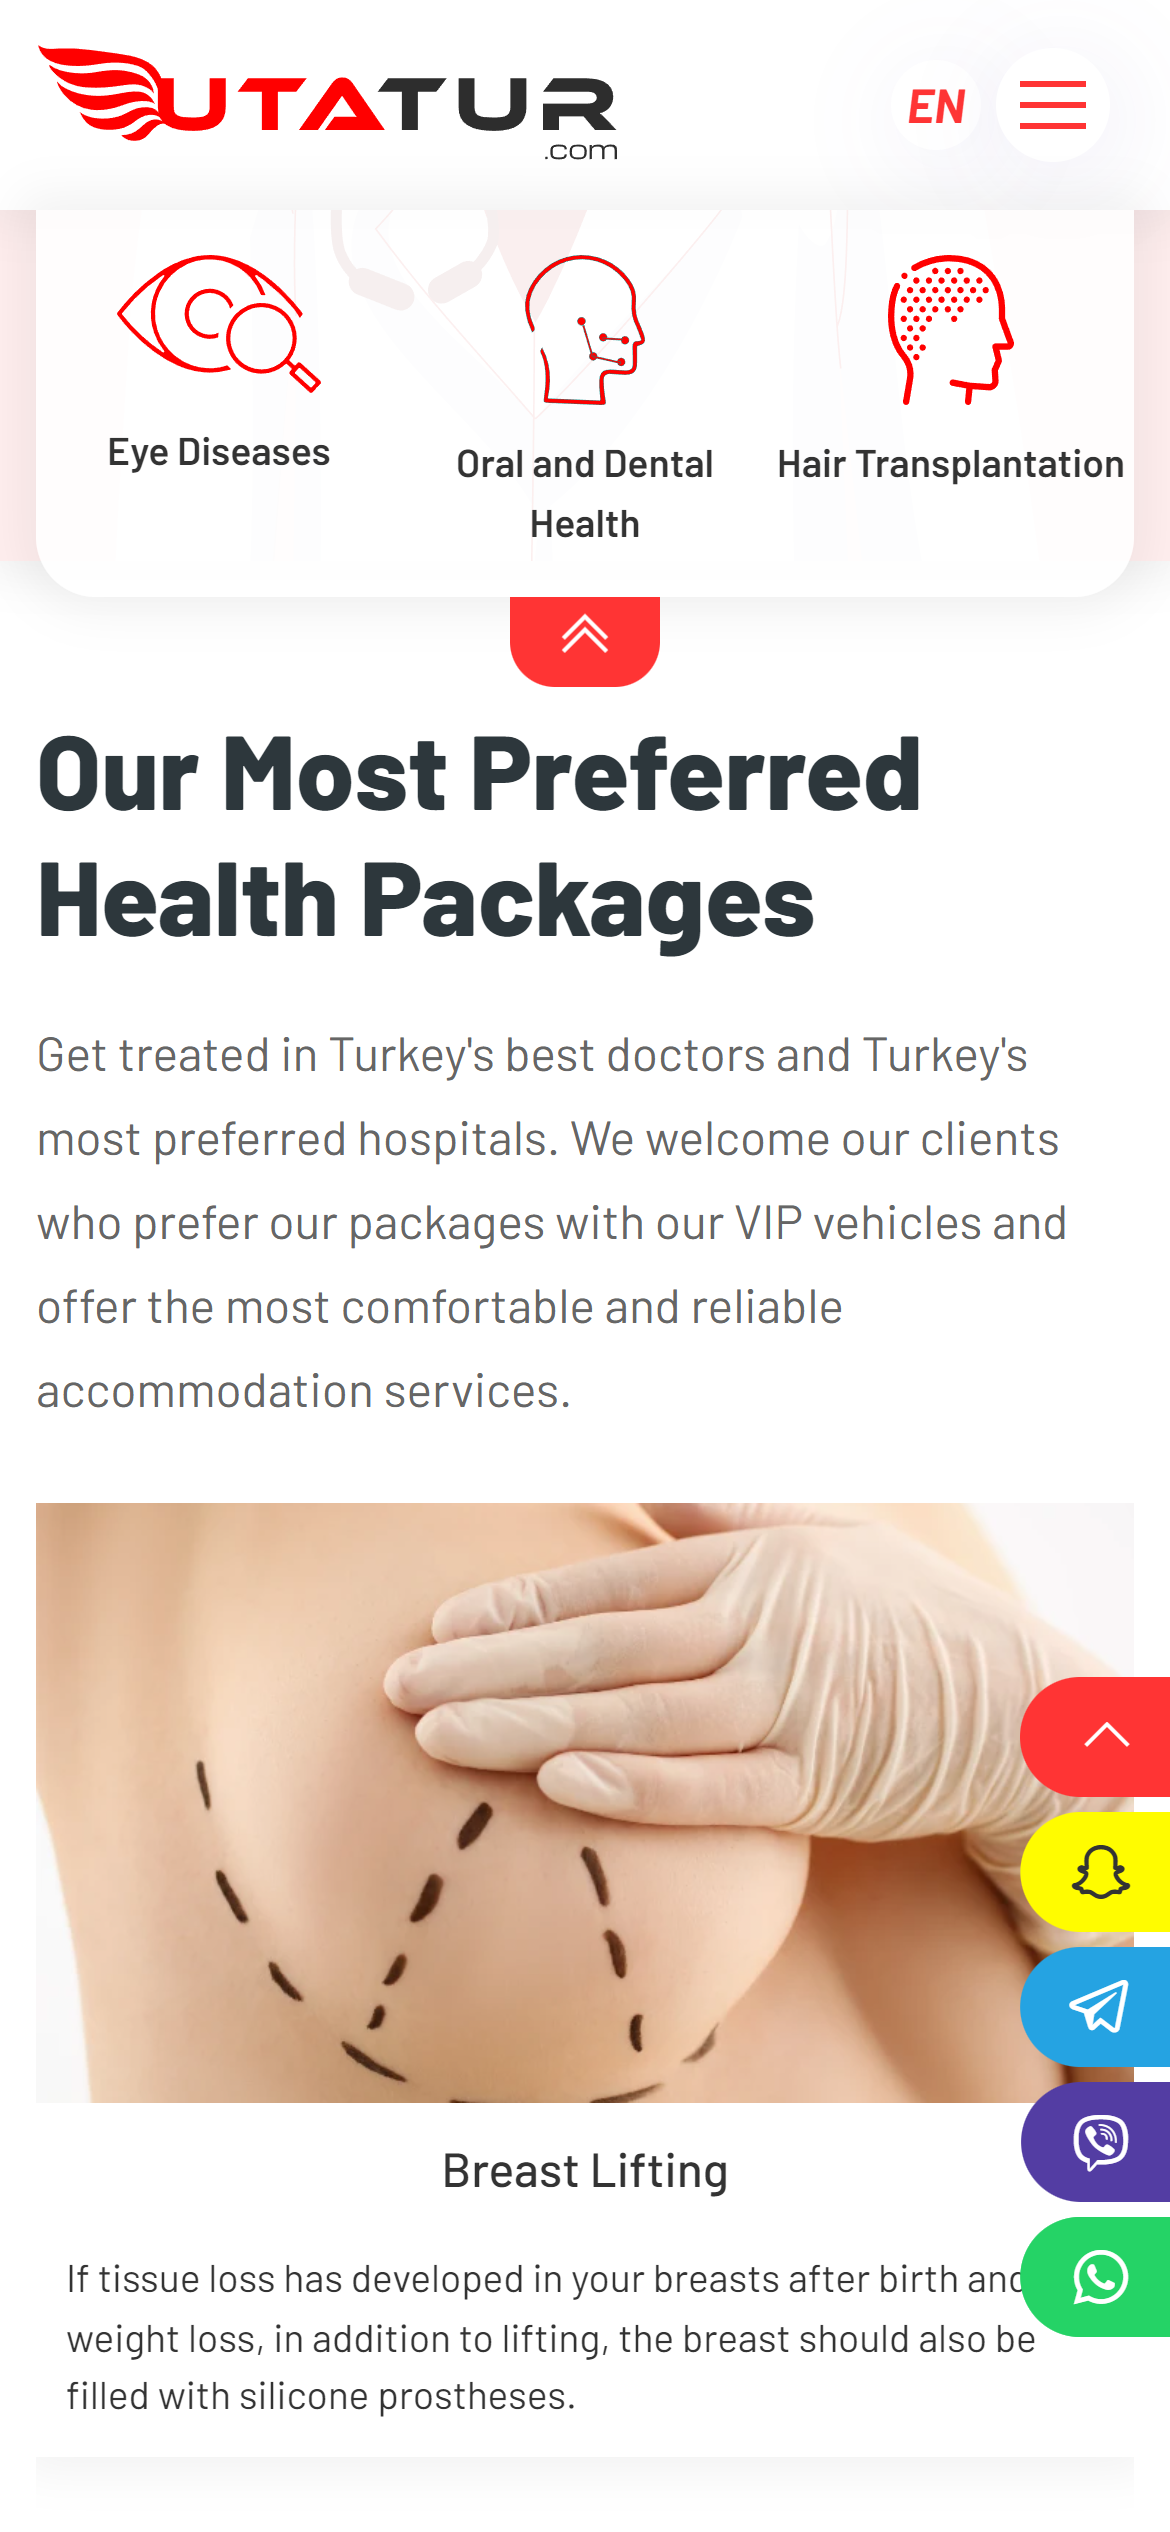 UTATUR
.com
EN
Eye Diseases
Oral and Dental
Health
Hair Transplantation
Our Most Preferred
Health Packages
Get treated in Turkey's best doctors and Turkey's
most preferred hospitals. We welcome our clients
who prefer our packages with our VIP vehicles and
offer the most comfortable and reliable
accommodation services.
Breast Lifting
If tissue loss has developed in your breasts after birth and
weight loss, in addition to lifting, the breast should also be
filled with silicone prostheses.